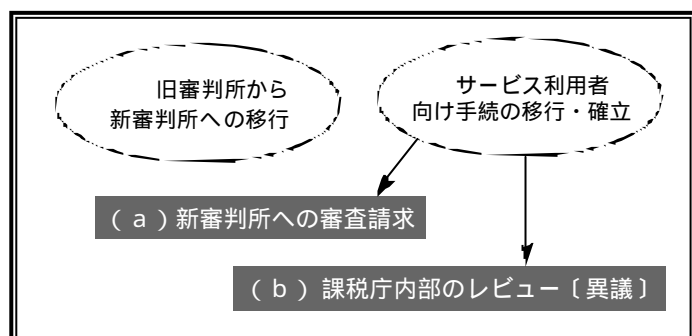 旧審判所から
新審判所への移行
サービス利用者
向け手続の移行・確立
(a)新審判所への審査請求
(b)課税庁内部のレビュー〔異議〕